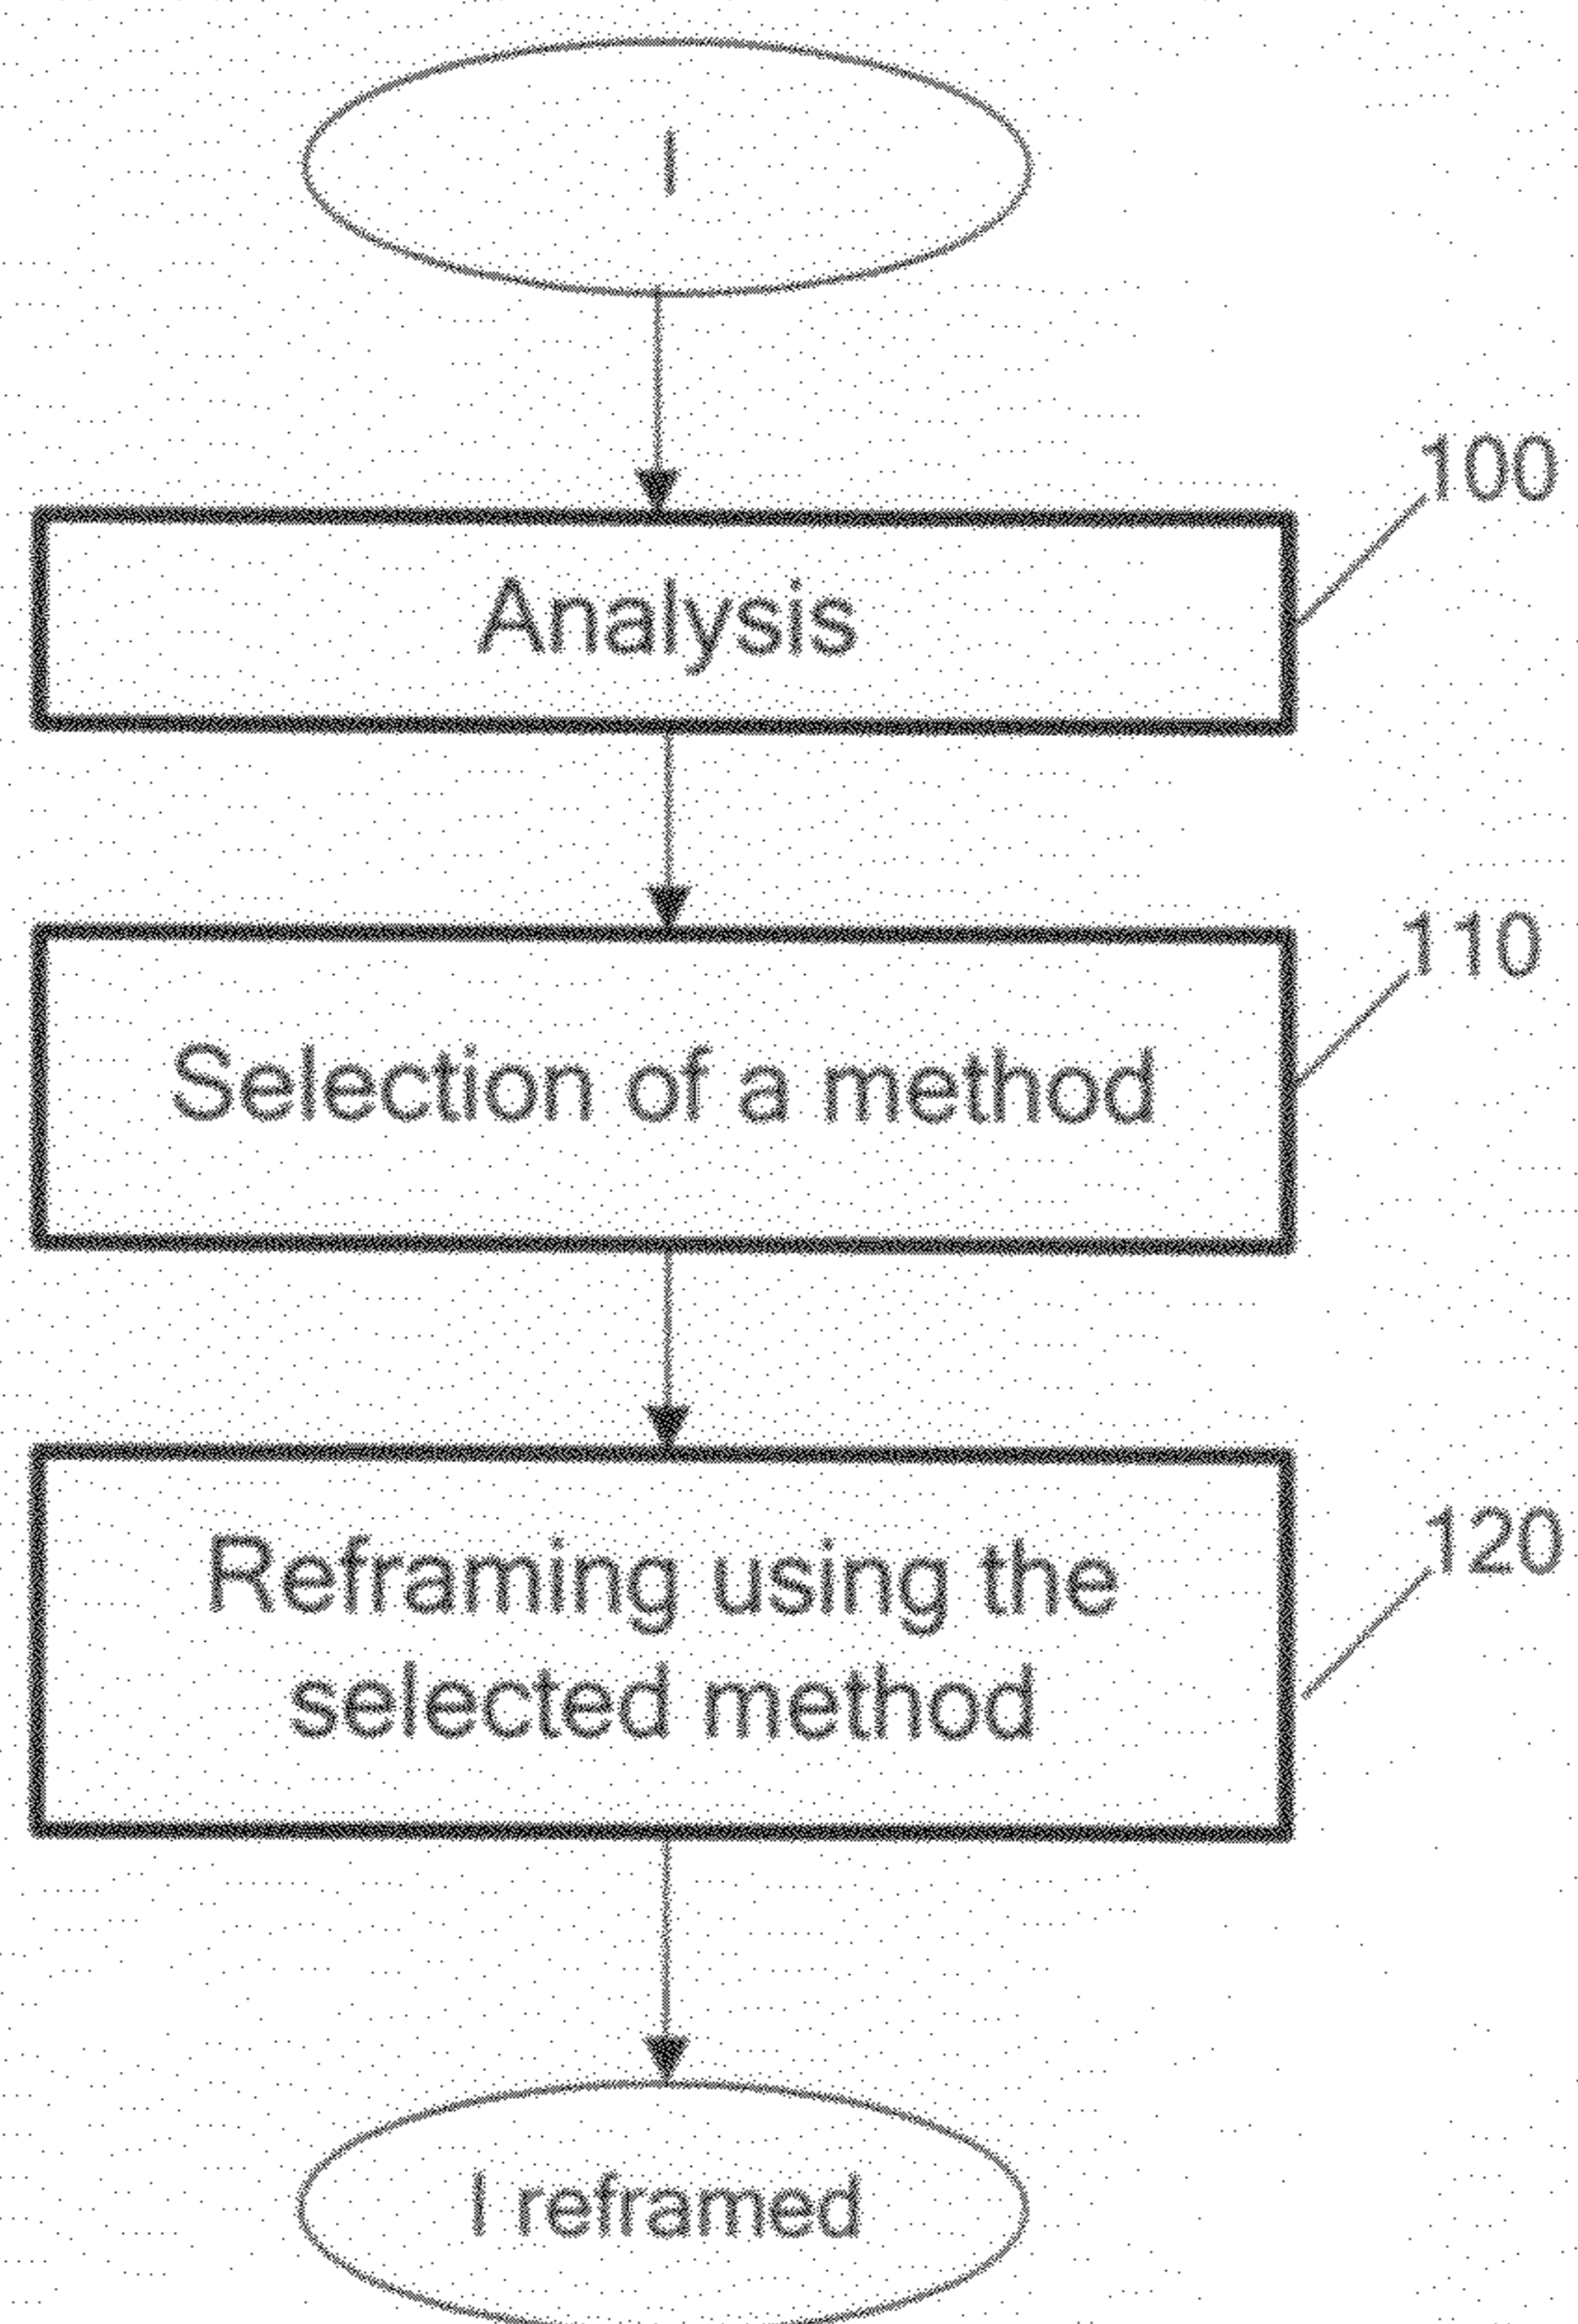 I
100
Analysis
110
Selection of a method
120
Reframing using the
selected method
I reframed